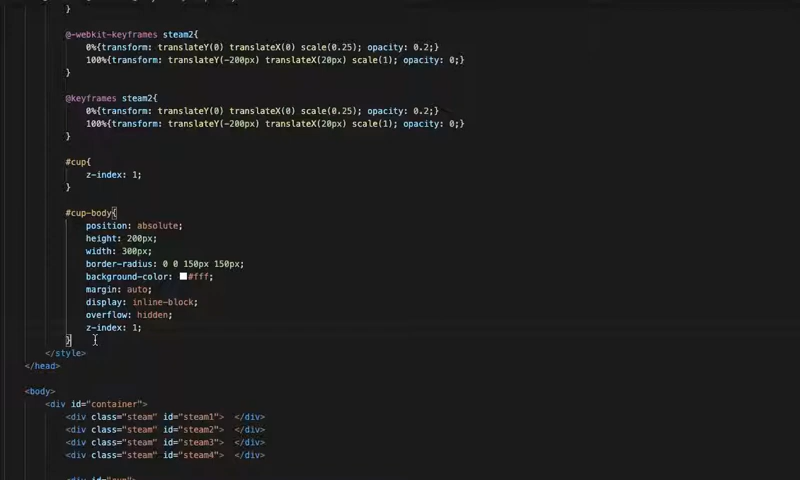 }
@-webkit-keyframes steam2{
0%{transform: translateY(0) translateX(0) scale(0.25); opacity: 0.2;}
100%{transform: translateY(-200px) translateX(20px) scale(1); opacity: 0;}
}
@keyframes steam2{
0%{transform: translateY(0) translateX(0) scale(0.25); opacity: 0.2;}
100%{transform: translateY(-200px) translateX(20px) scale(1); opacity: 0;}
}
#cup{
z-index: 1;
}
#cup-body{
position: absolute;
height: 200px;
width: 300px;
border-radius: 0 0 150px 150px;
background-color: #fff;
margin: auto;
display: inline-block;
overflow: hidden;
z-index: 1;
}
</style>
</head>
<body>
<div id="container">
<div class="steam" id="steam1"> </div>
<div class="steam" id="steam2"> </div>
<div class="steam" id="steam3"> </div>
<div class="steam" id="steam4"> </div>